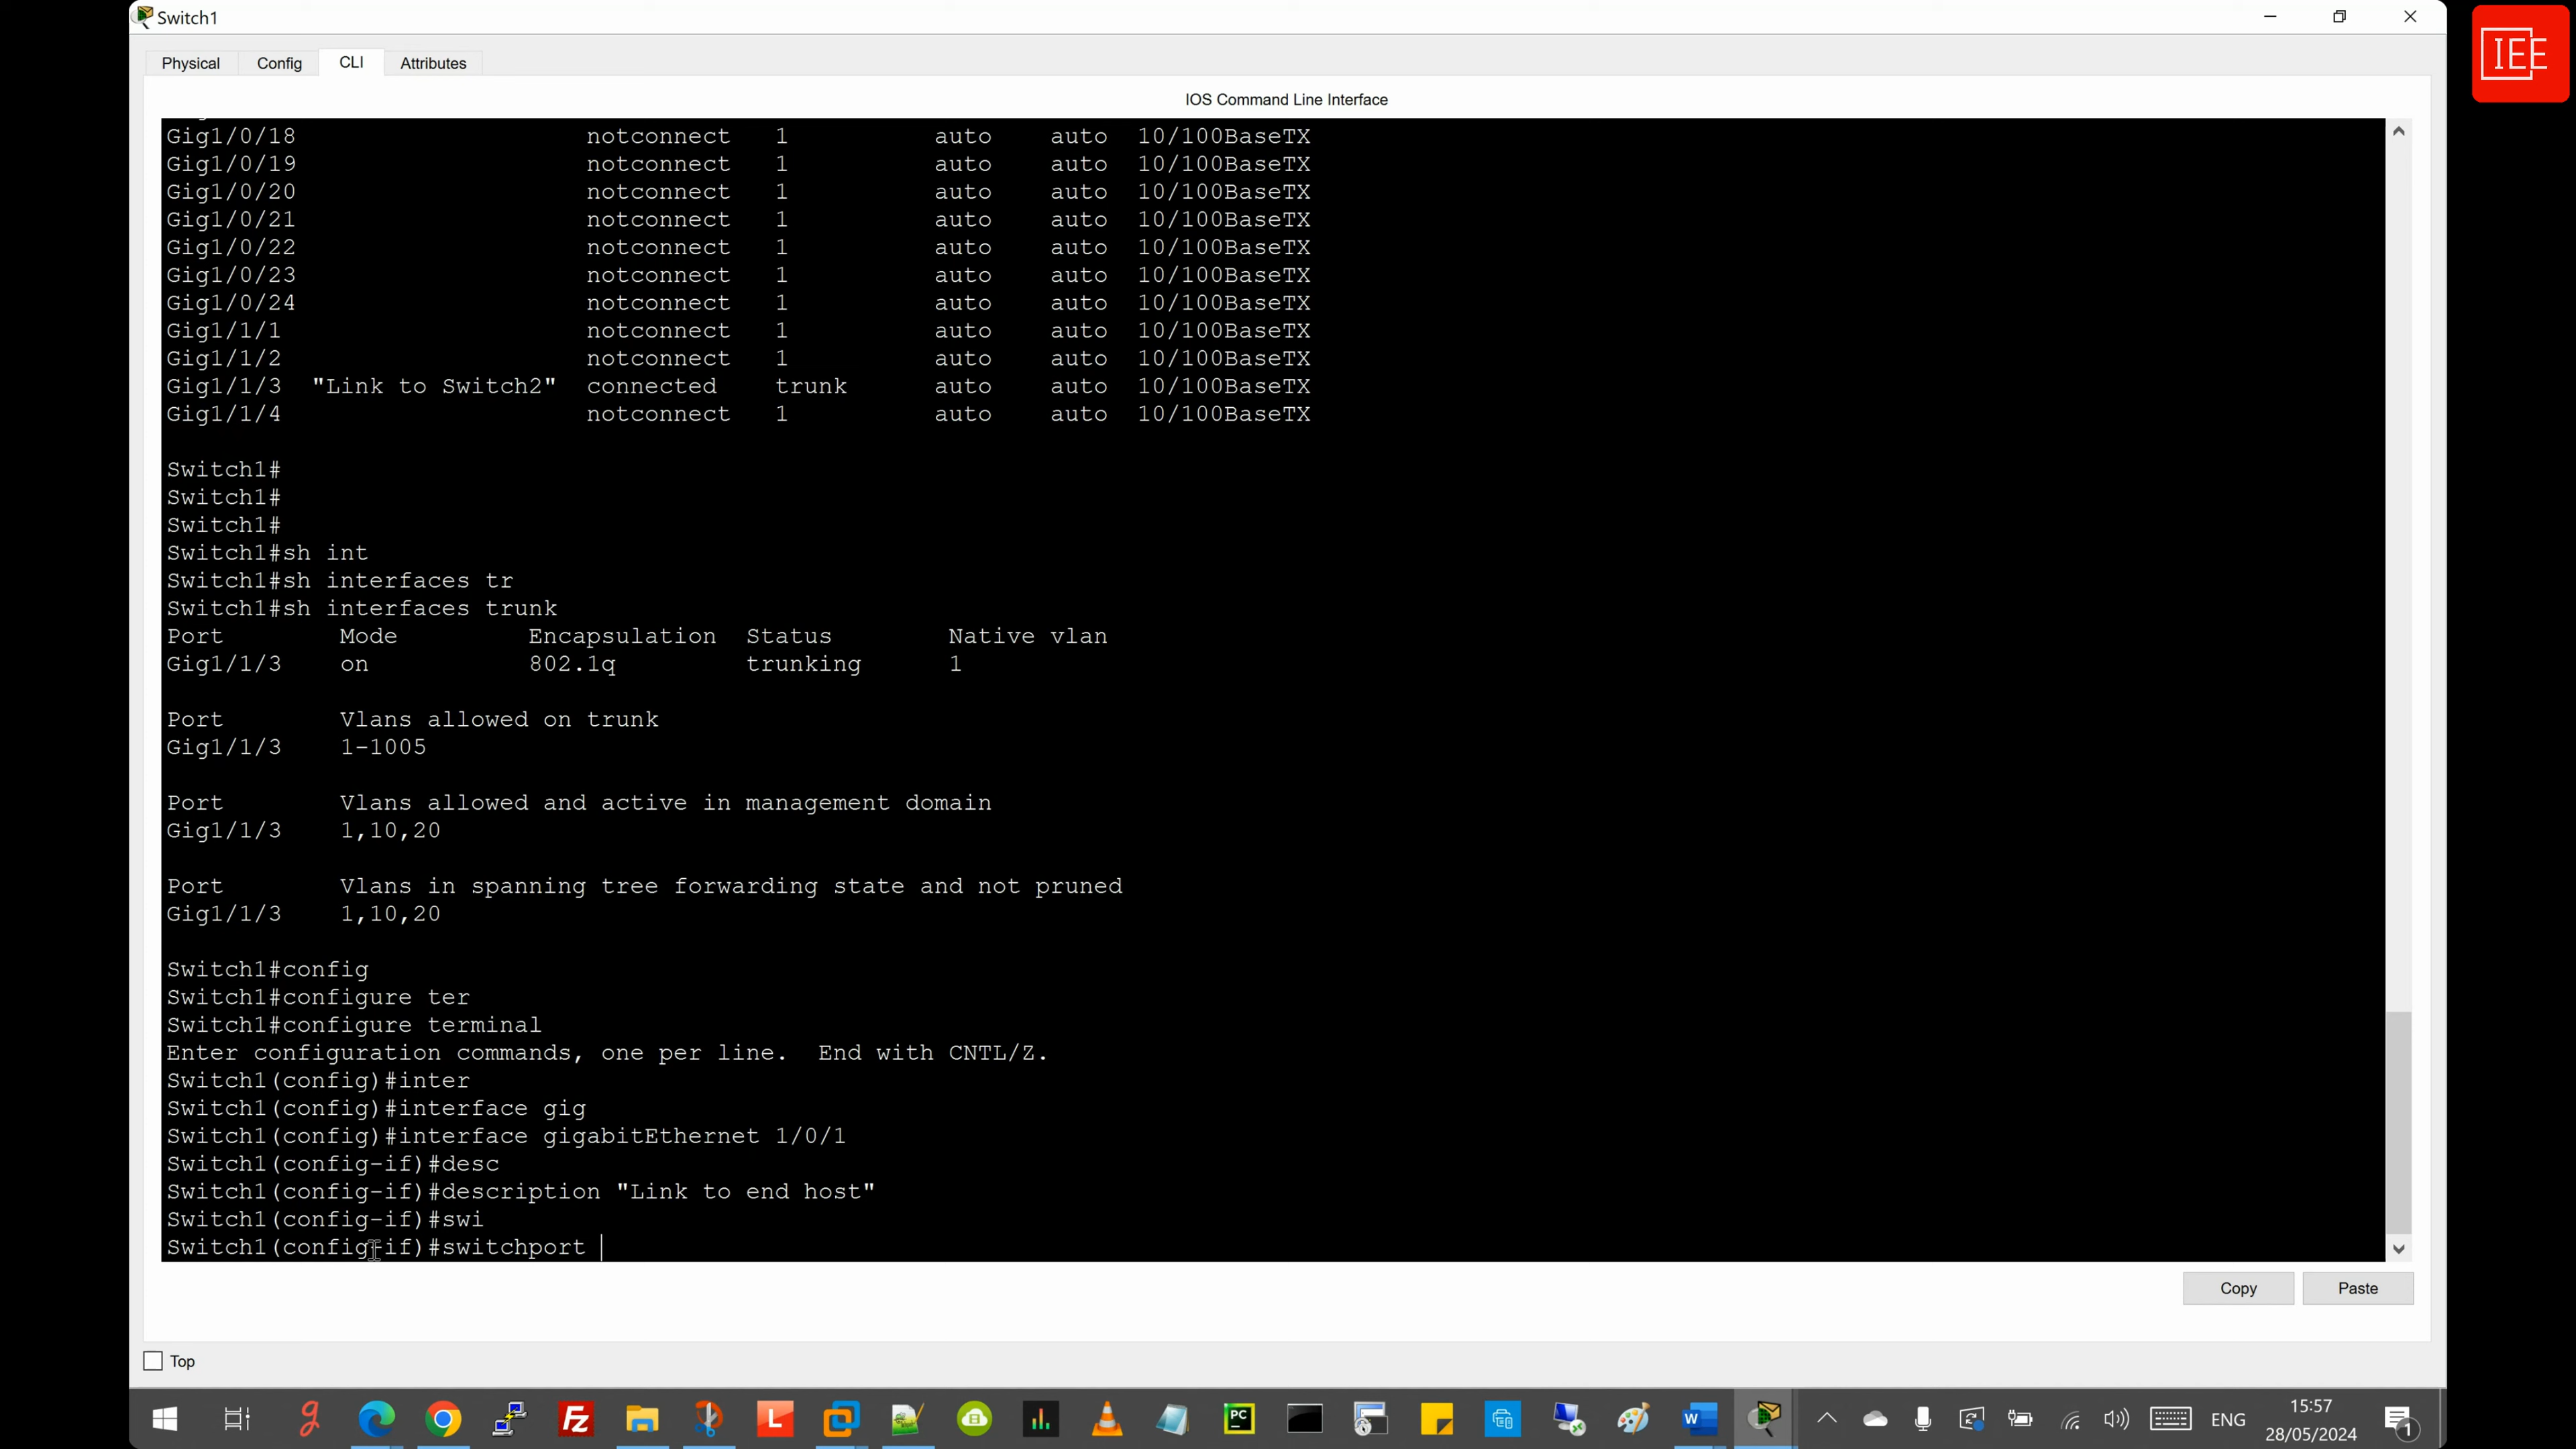 Switch1
IEE
Physical Config CLI Attributes
IOS Command Line Interface
Gig1/0/18 notconnect 1 auto auto 10/100BaseTX
Gig1/0/19 notconnect 1 auto auto 10/100BaseTX
Gig1/0/20 notconnect 1 auto auto 10/100BaseTX
Gig1/0/21 notconnect 1 auto auto 10/100BaseTX
Gig1/0/22 notconnect 1 auto auto 10/100BaseTX
Gig1/0/23 notconnect 1 auto auto 10/100BaseTX
Gig1/0/24 notconnect 1 auto auto 10/100BaseTX
Gig1/1/1 notconnect 1 auto auto 10/100BaseTX
Gig1/1/2 notconnect 1 auto auto 10/100BaseTX
Gig1/1/3 "Link to Switch2" connected trunk auto auto 10/100BaseTX
Gig1/1/4 notconnect 1 auto auto 10/100BaseTX
Switch1#
Switch1#
Switch1#
Switch1#sh int
Switch1#sh interfaces tr
Switch1#sh interfaces trunk
Port Mode Encapsulation Status Native vlan
Gig1/1/3 on 802.1q trunking 1
Port Vlans allowed on trunk
Gig1/1/3 1-1005
Port Vlans allowed and active in management domain
Gig1/1/3 1,10,20
Port Vlans in spanning tree forwarding state and not pruned
Gig1/1/3 1,10,20
Switch1#config
Switch1#configure ter
Switch1#configure terminal
Enter configuration commands, one per line. End with CNTL/Z.
Switch1(config)#inter
Switch1(config)#interface gig
Switch1(config)#interface gigabitEthernet 1/0/1
Switch1(config-if)#desc
Switch1(config-if)#description "Link to end host"
Switch1(config-if)#swi
Switch1(config-if)#switchport
Copy Paste
Top
ENG 15:57
28/05/2024